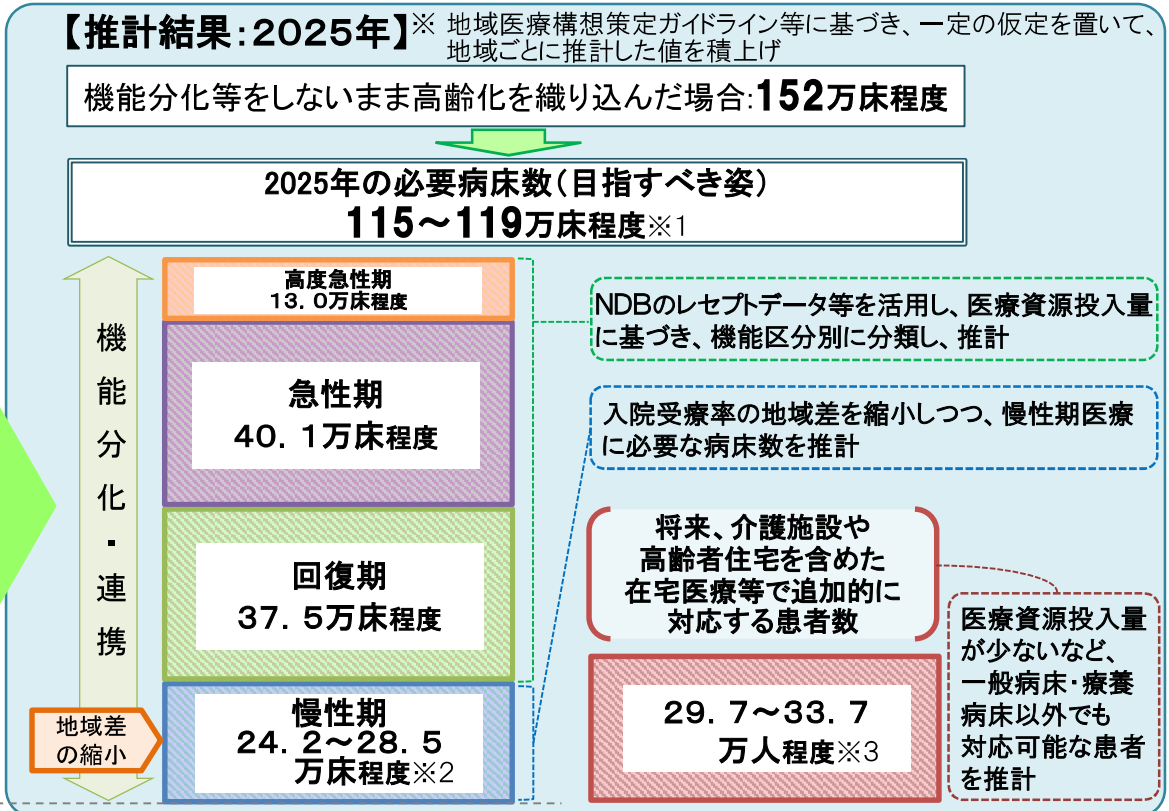 【推計結果:2025年】※ 地域医療構想策定ガイドライン等に基づき、一定の仮定を置いて、
地域ごとに推計した値を積上げ
機能分化等をしないまま高齢化を織り込んだ場合:152万床程度
2025年の必要病床数(目指すべき姿)
115～119万床程度※1
機能分化・連携
地域差
の縮小
高度急性期
13.0万床程度
急性期
40.1万床程度
回復期
37.5万床程度
慢性期
24.2～28.5
万床程度※2
NDBのレセプトデータ等を活用し、医療資源投入量
に基づき、機能区分別に分類し、推計
入院受療率の地域差を縮小しつつ、慢性期医療
に必要な病床数を推計
将来、介護施設や
高齢者住宅を含めた
在宅医療等で追加的に
対応する患者数
29.7～33.7
万人程度※3
医療資源投入量
が少ないなど、
一般病床・療養
病床以外でも
対応可能な患者
を推計